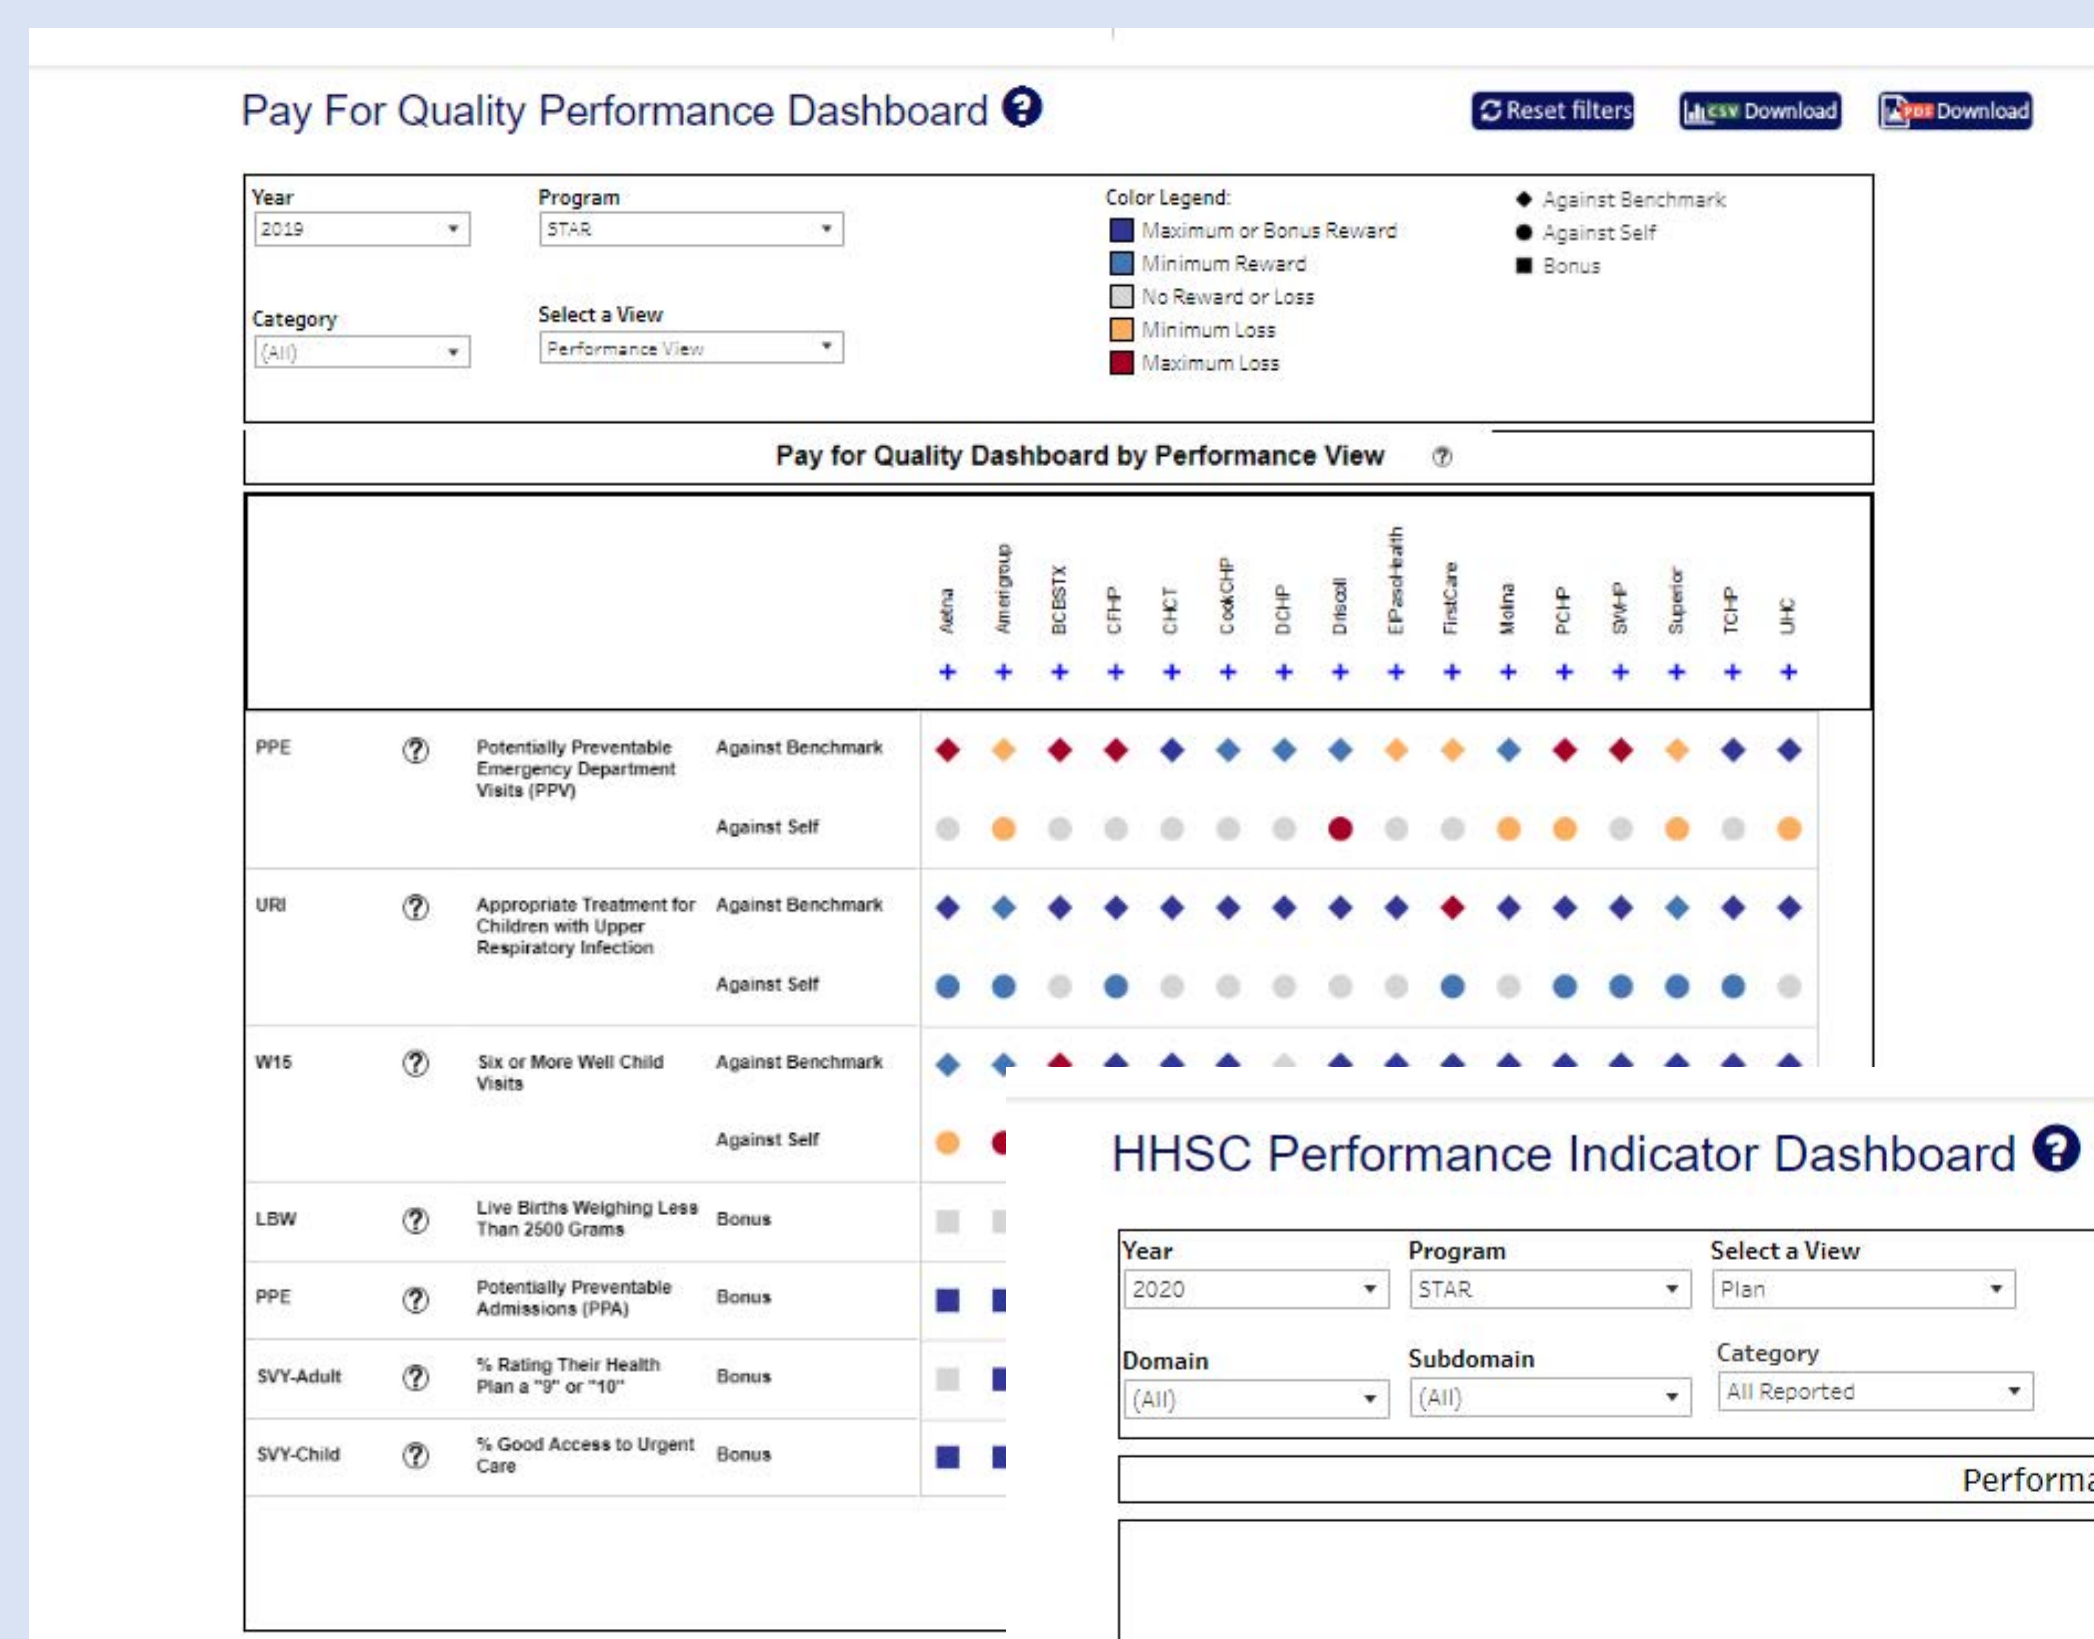 Pay For Quality Performance Dashboard ?
Reset filters
CSV Download
PDF Download
Year
2019
Program
STAR
Category
(All)
Select a View
Performance View
Color Legend:
Maximum or Bonus Reward
Minimum Reward
No Reward or Loss
Minimum Loss
Maximum Loss
Against Benchmark
Against Self
Bonus
Pay for Quality Dashboard by Performance View ?
Aetna
Amerigroup
BCBSTX
CFHP
CHCT
CookCHP
DCHP
Driscoll
ElPasoHealth
FirstCare
Molina
PCHP
SWHP
Superior
TCHP
UHC
+ + + + + + + + + + + + + + + +
PPE ? Potentially Preventable Against Benchmark
Emergency Department
Visits (PPV)
Against Self
URI ? Appropriate Treatment for Against Benchmark
Children with Upper
Respiratory Infection
Against Self
W15 ? Six or More Well Child Against Benchmark
Visits
Against Self
LBW ? Live Births Weighing Less Bonus
Than 2500 Grams
PPE ? Potentially Preventable Bonus
Admissions (PPA)
SVY-Adult ? % Rating Their Health Bonus
Plan a "9" or "10"
SVY-Child ? % Good Access to Urgent Bonus
Care
HHSC Performance Indicator Dashboard ?
Year
2020
Program
STAR
Select a View
Plan
Domain
(All)
Subdomain
(All)
Category
All Reported